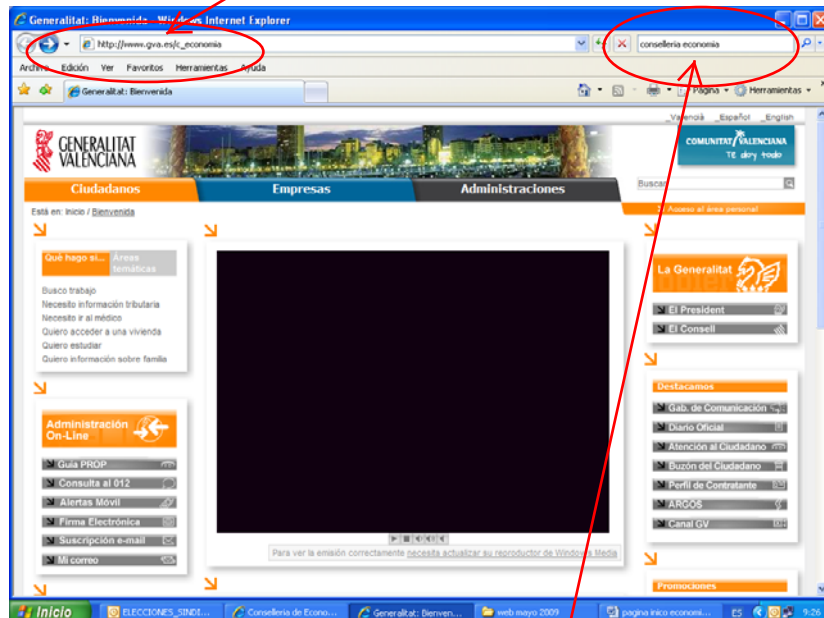 Generalitat: Bienvenida - Windows Internet Explorer
http://www.gva.es/c_economia
conselleria economia
Archivo Edición Ver Favoritos Herramientas Ayuda
Generalitat: Bienvenida
Página Herramientas
_Valencià _Español _English
GENERALITAT
VALENCIANA
COMUNITAT VALENCIANA
TE doy todo
Ciudadanos
Empresas
Administraciones
Buscar
Está en: Inicio / Bienvenida
Acceso al área personal
Qué hago si...
Áreas
temáticas
Busco trabajo
Necesito información tributaria
Necesito ir al médico
Quiero acceder a una vivienda
Quiero estudiar
Quiero información sobre familia
Administración
On-Line
Guía PROP
Consulta al 012
Alertas Móvil
Firma Electrónica
Suscripción e-mail
Mi correo
Para ver la emisión correctamente necesita actualizar su reproductor de Windows Media
La Generalitat
El President
El Consell
Destacamos
Gab. de Comunicación
Diario Oficial
Atención al Ciudadano
Buzón del Ciudadano
Perfil de Contratante
ARGOS
Canal GV
Promociones
Inicio
ELECCIONES_SINDI...
Conselleria de Econo...
Generalitat: Bienven...
web mayo 2009
pagina inico economi...
ES
9:26